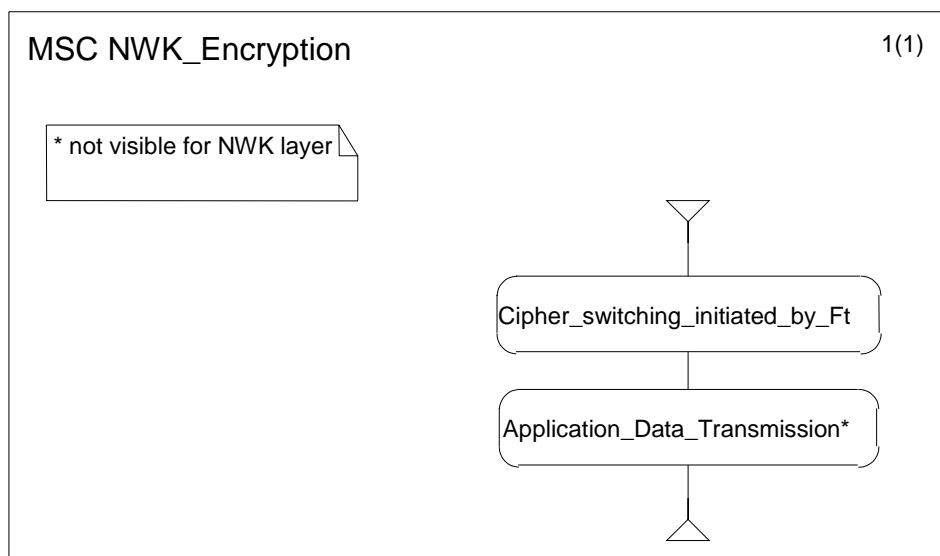 MSC NWK_Encryption
1(1)
* not visible for NWK layer
Cipher_switching_initiated_by_Ft
Application_Data_Transmission*